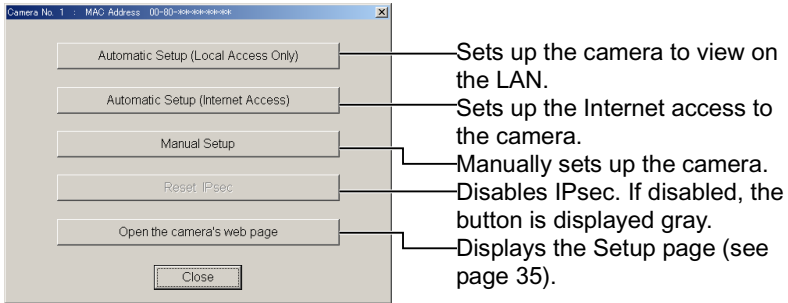 Camera No. 1 : MAC Address 00-80-**-**-**-**
Automatic Setup (Local Access Only)
Automatic Setup (Internet Access)
Manual Setup
Reset IPsec
Open the camera's web page
Close
Sets up the camera to view on
the LAN.
Sets up the Internet access to
the camera.
Manually sets up the camera.
Disables IPsec. If disabled, the
button is displayed gray.
Displays the Setup page (see
page 35).